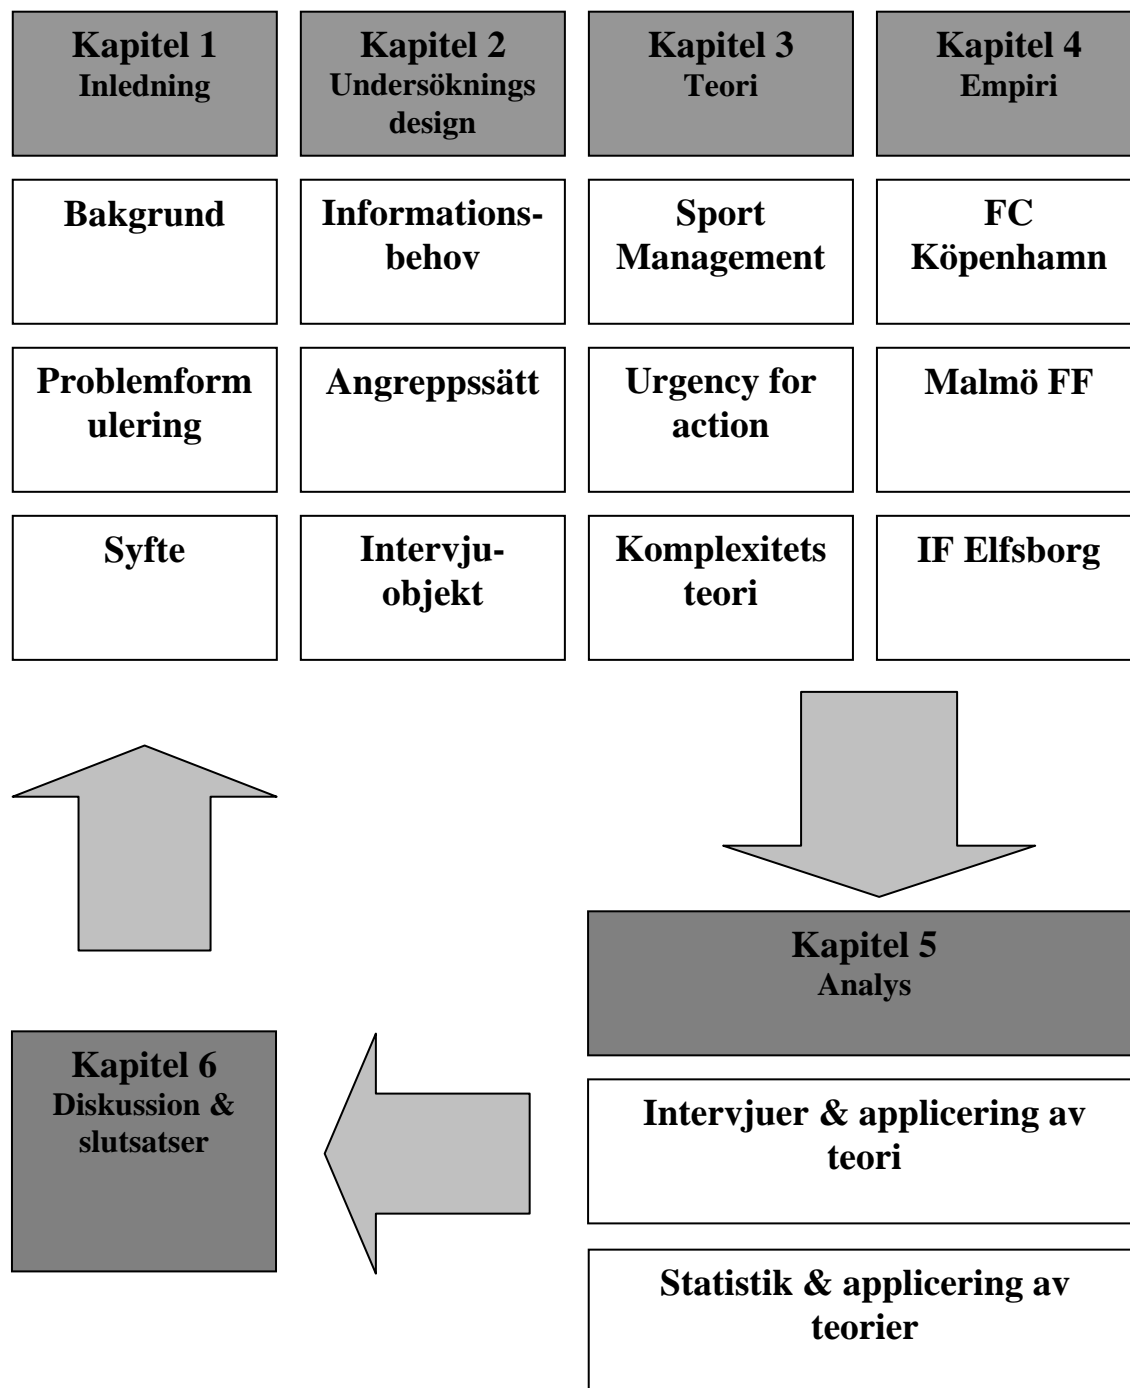 Kapitel 1
Inledning
Kapitel 2
Undersöknings
design
Kapitel 3
Teori
Kapitel 4
Empiri
Bakgrund
Informations-
behov
Sport
Management
FC
Köpenhamn
Problemform
ulering
Angreppssätt
Urgency for
action
Malmö FF
Syfte
Intervju-
objekt
Komplexitets
teori
IF Elfsborg
Kapitel 5
Analys
Intervjuer & applicering av
teori
Statistik & applicering av
teorier
Kapitel 6
Diskussion &
slutsatser